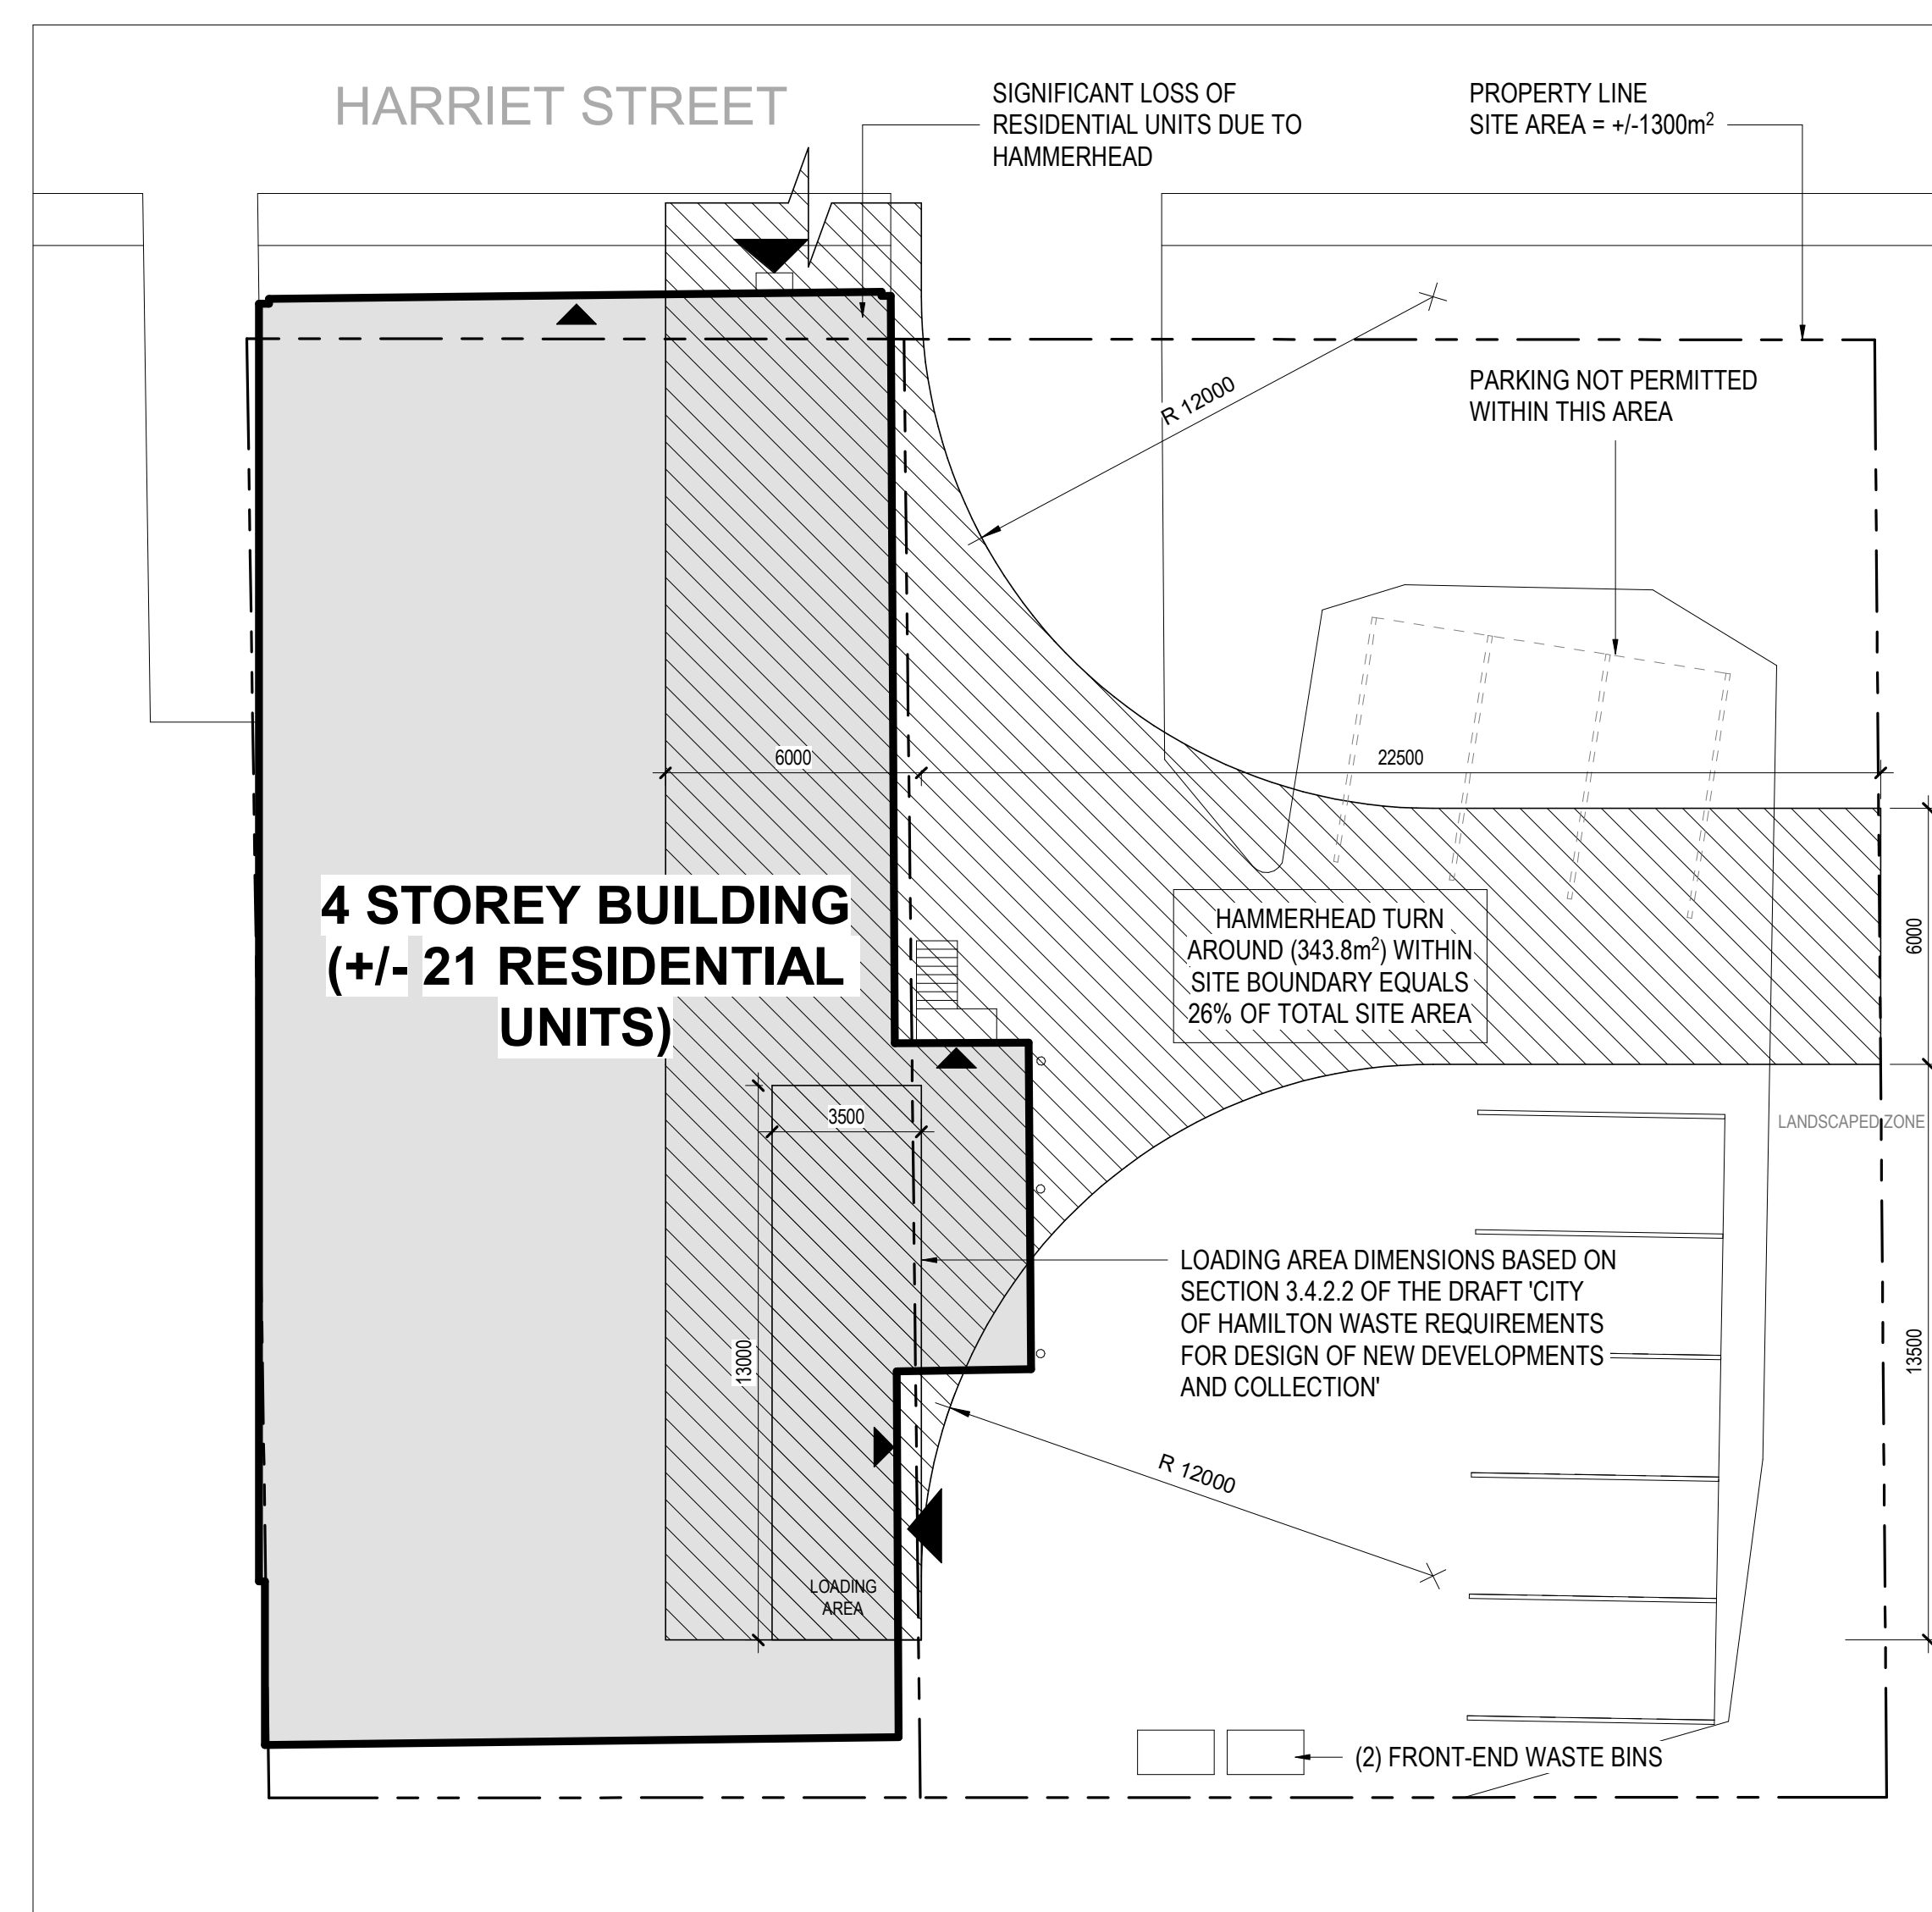 HARRIET STREET
SIGNIFICANT LOSS OF
RESIDENTIAL UNITS DUE TO
HAMMERHEAD
PROPERTY LINE
SITE AREA = +/-1300m²
R 12000
PARKING NOT PERMITTED
WITHIN THIS AREA
6000
22500
4 STOREY BUILDING
(+/- 21 RESIDENTIAL
UNITS)
HAMMERHEAD TURN
AROUND (343.8m²) WITHIN
SITE BOUNDARY EQUALS
26% OF TOTAL SITE AREA
6000
3500
LANDSCAPED ZONE
LOADING AREA DIMENSIONS BASED ON
SECTION 3.4.2.2 OF THE DRAFT 'CITY
OF HAMILTON WASTE REQUIREMENTS
FOR DESIGN OF NEW DEVELOPMENTS
AND COLLECTION'
13000
13500
R 12000
LOADING
AREA
(2) FRONT-END WASTE BINS